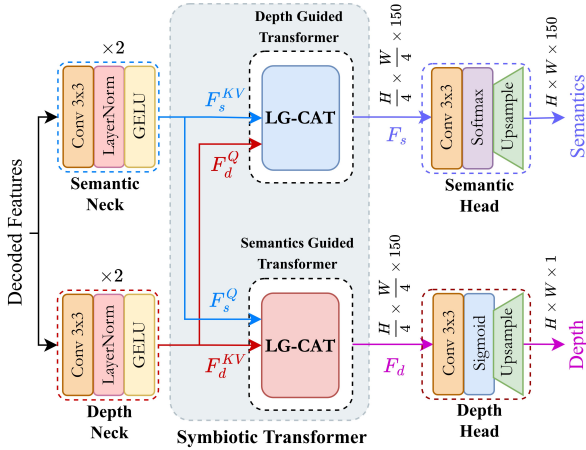 Decoded Features
×2
Conv 3x3
LayerNorm
GELU
Semantic
Neck
×2
Conv 3x3
LayerNorm
GELU
Depth
Neck
Depth Guided
Transformer
F_s^{KV}
F_d^Q
LG-CAT
Semantics Guided
Transformer
F_s^Q
F_d^{KV}
LG-CAT
Symbiotic Transformer
H/4 × W/4 × 150
F_s
Conv 3x3
Softmax
Upsample
Semantic
Head
H × W × 150
Semantics
H/4 × W/4 × 150
F_d
Conv 3x3
Sigmoid
Upsample
Depth
Head
H × W × 1
Depth